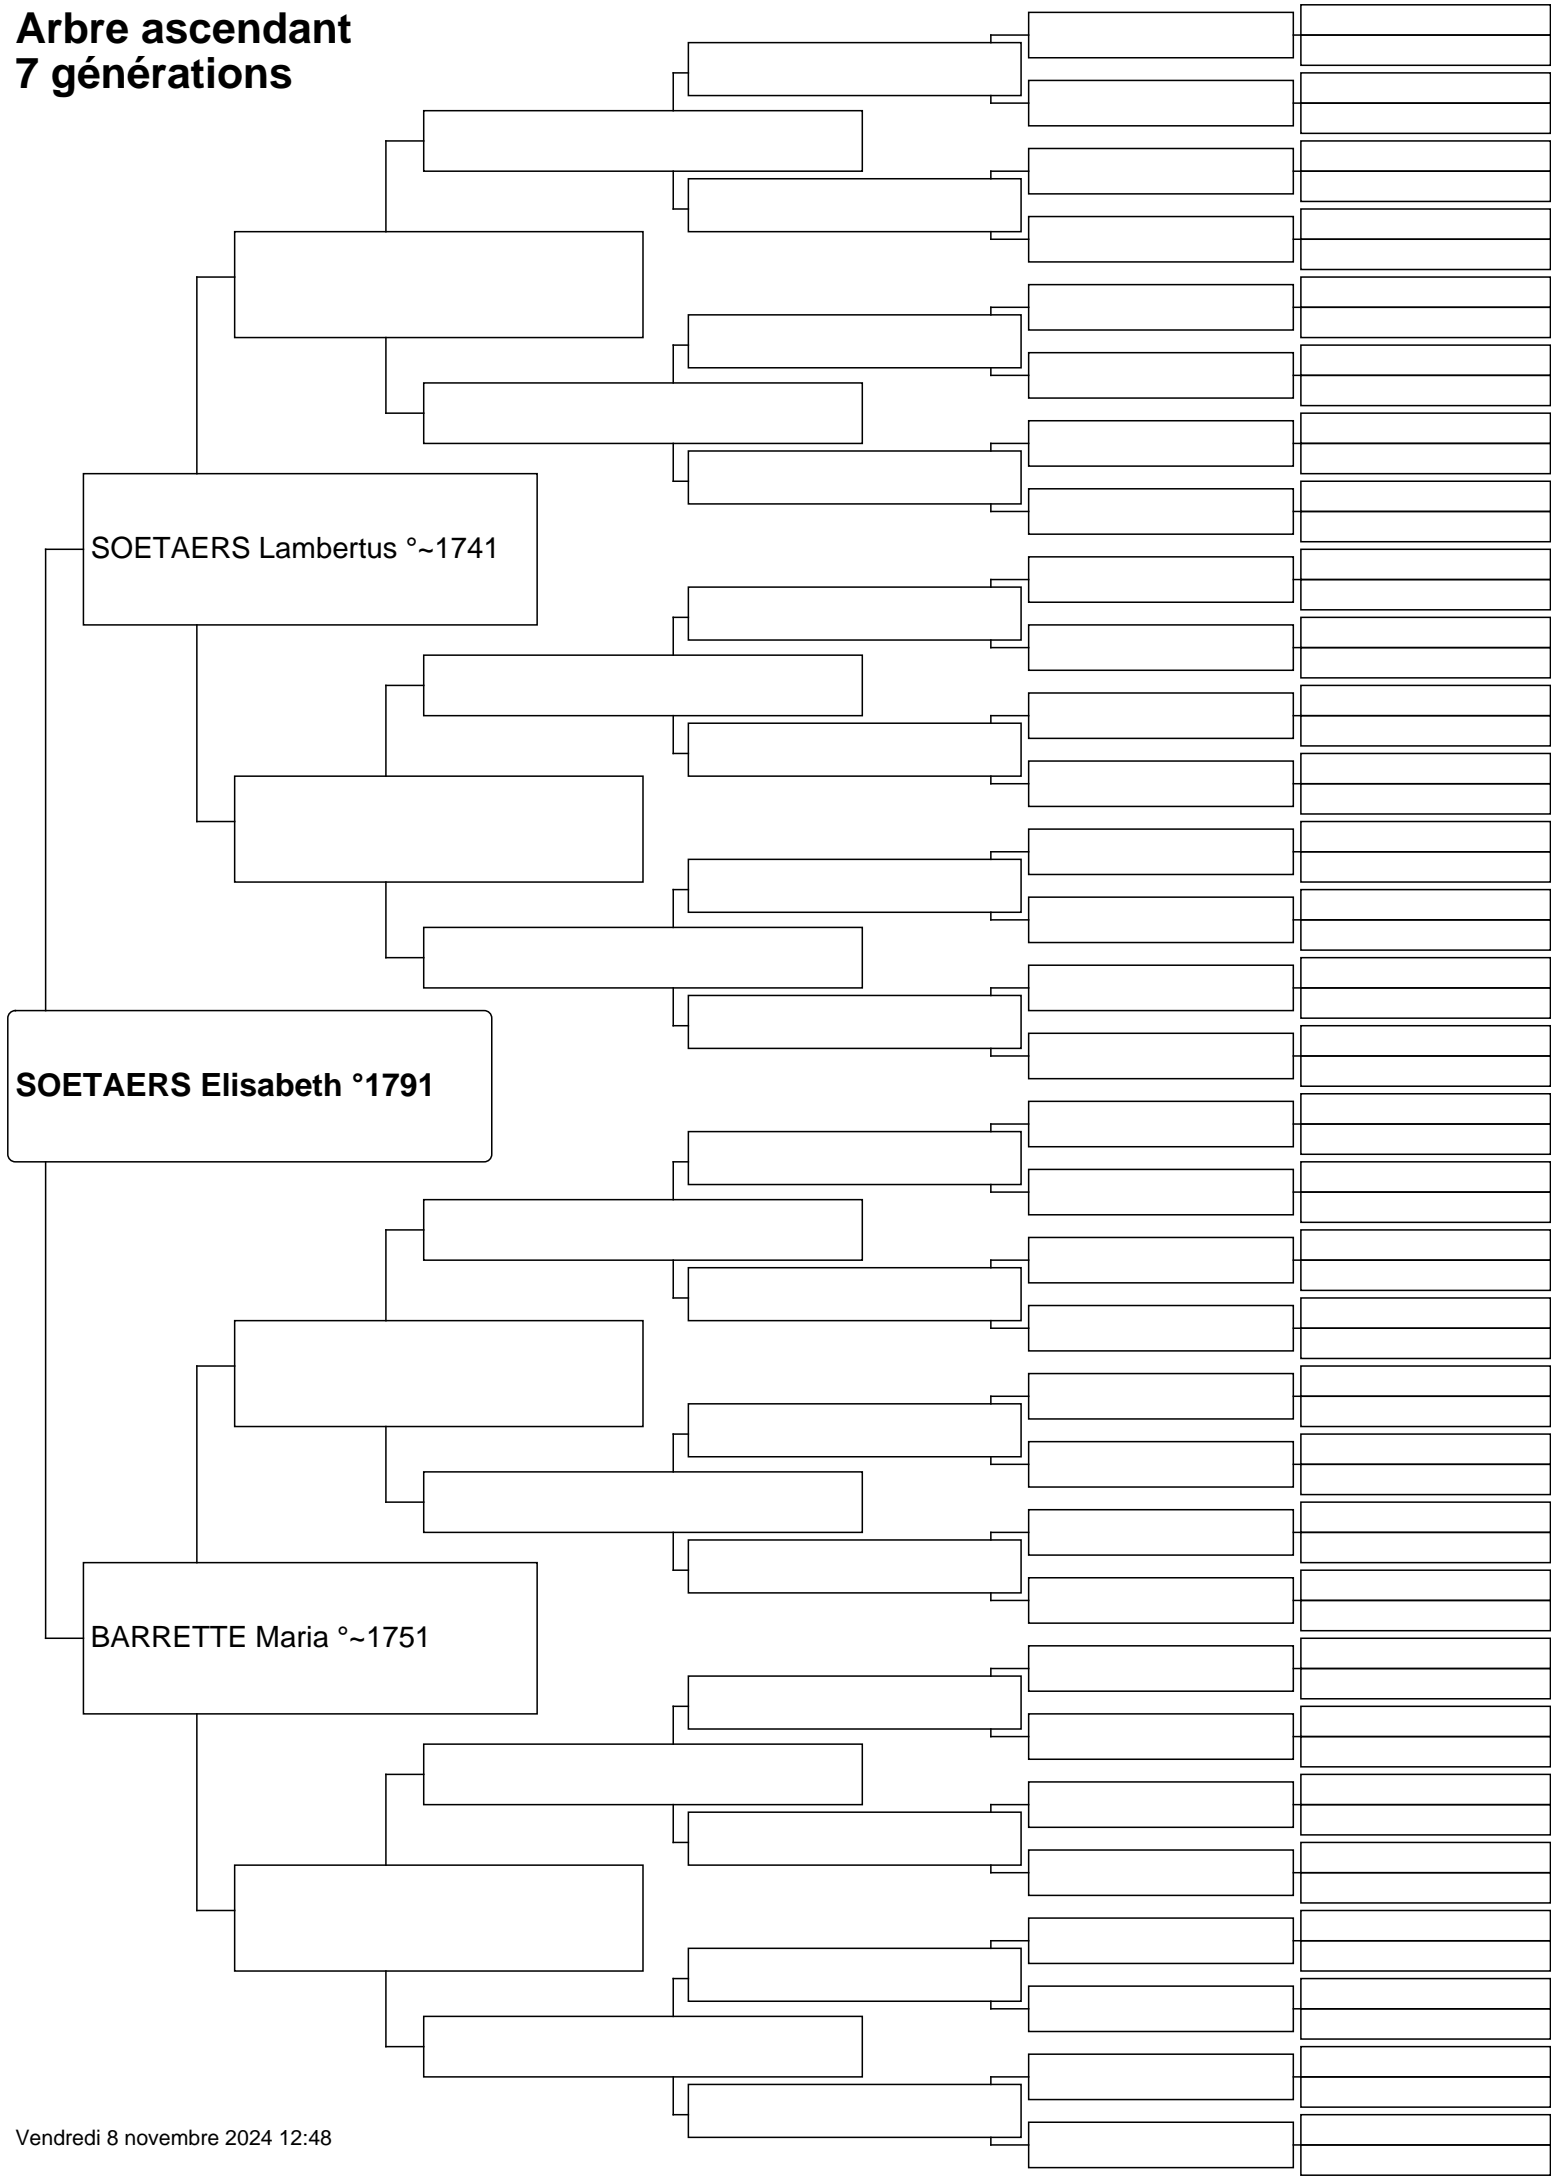 Arbre ascendant
7 générations
SOETAERS Lambertus °~1741
SOETAERS Elisabeth °1791
BARRETTE Maria °~1751
Vendredi 8 novembre 2024 12:48